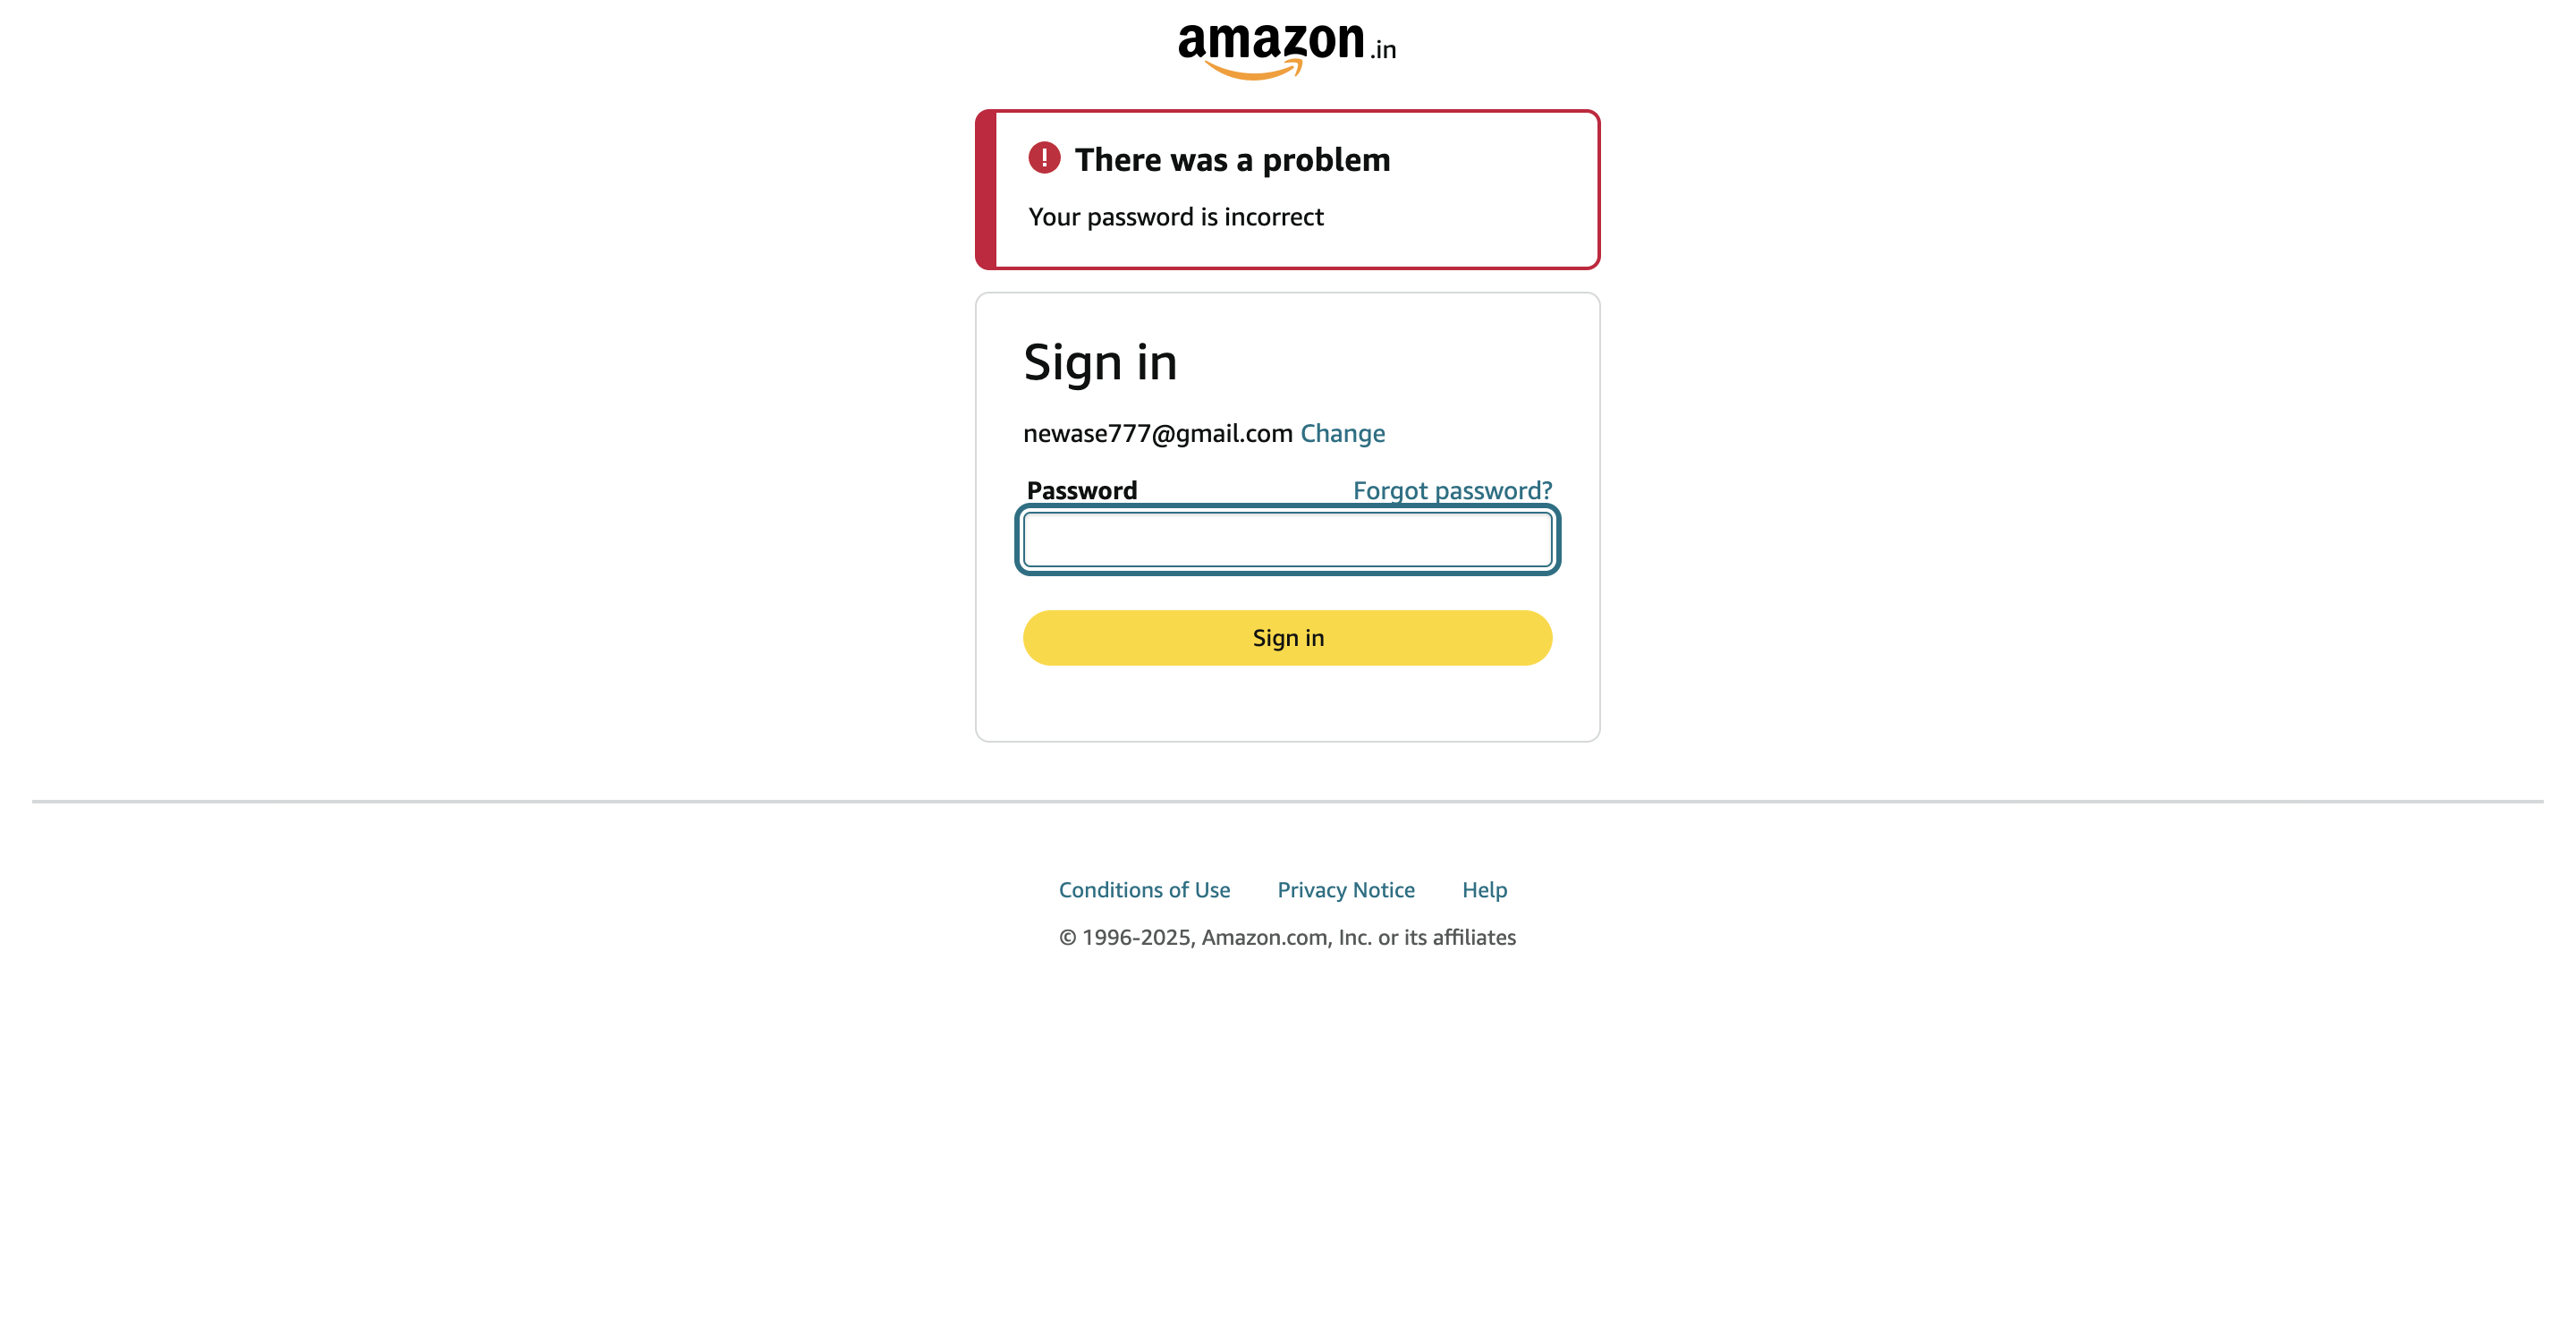 amazon.in
There was a problem
Your password is incorrect
Sign in
newase777@gmail.com Change
Password Forgot password?
Sign in
Conditions of Use Privacy Notice Help
© 1996-2025, Amazon.com, Inc. or its affiliates